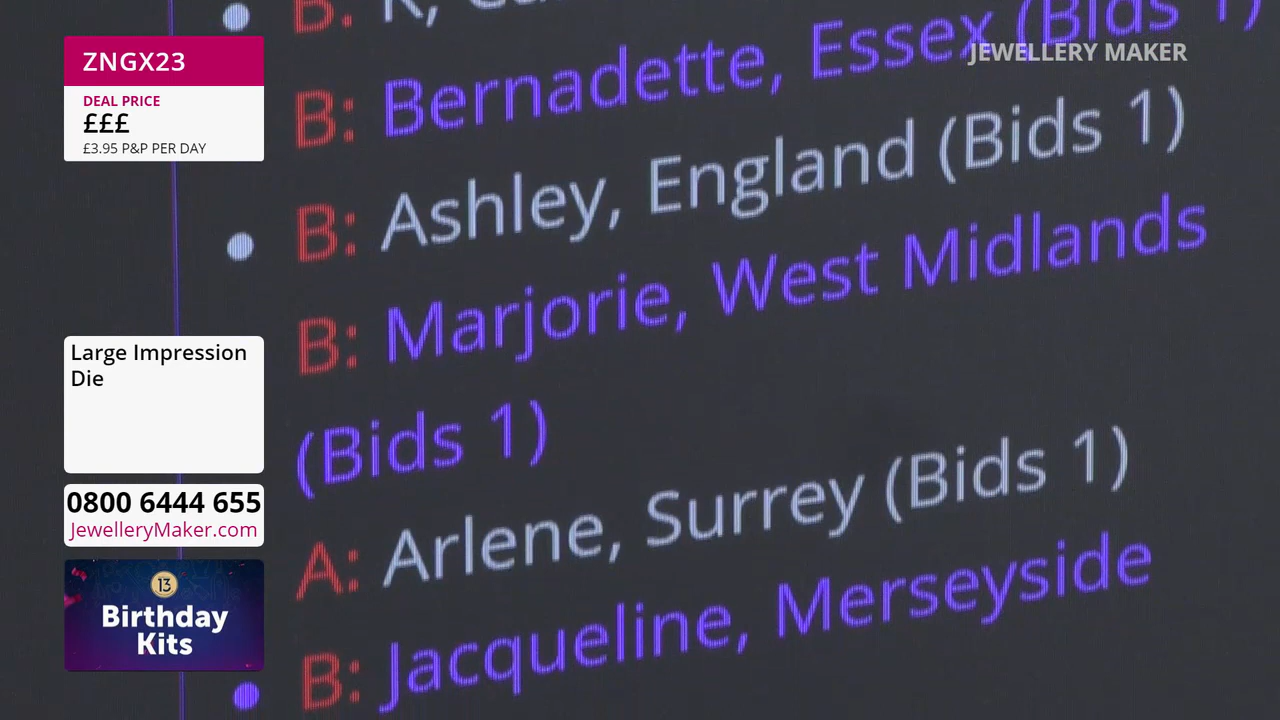 ZNGX23
DEAL PRICE
£££
£3.95 P&P PER DAY
Large Impression
Die
0800 6444 655
JewelleryMaker.com
13
Birthday
Kits
JEWELLERY MAKER
B: K,
B: Bernadette, Essex (Bids 1)
B: Ashley, England (Bids 1)
B: Marjorie, West Midlands
(Bids 1)
A: Arlene, Surrey (Bids 1)
B: Jacqueline, Merseyside